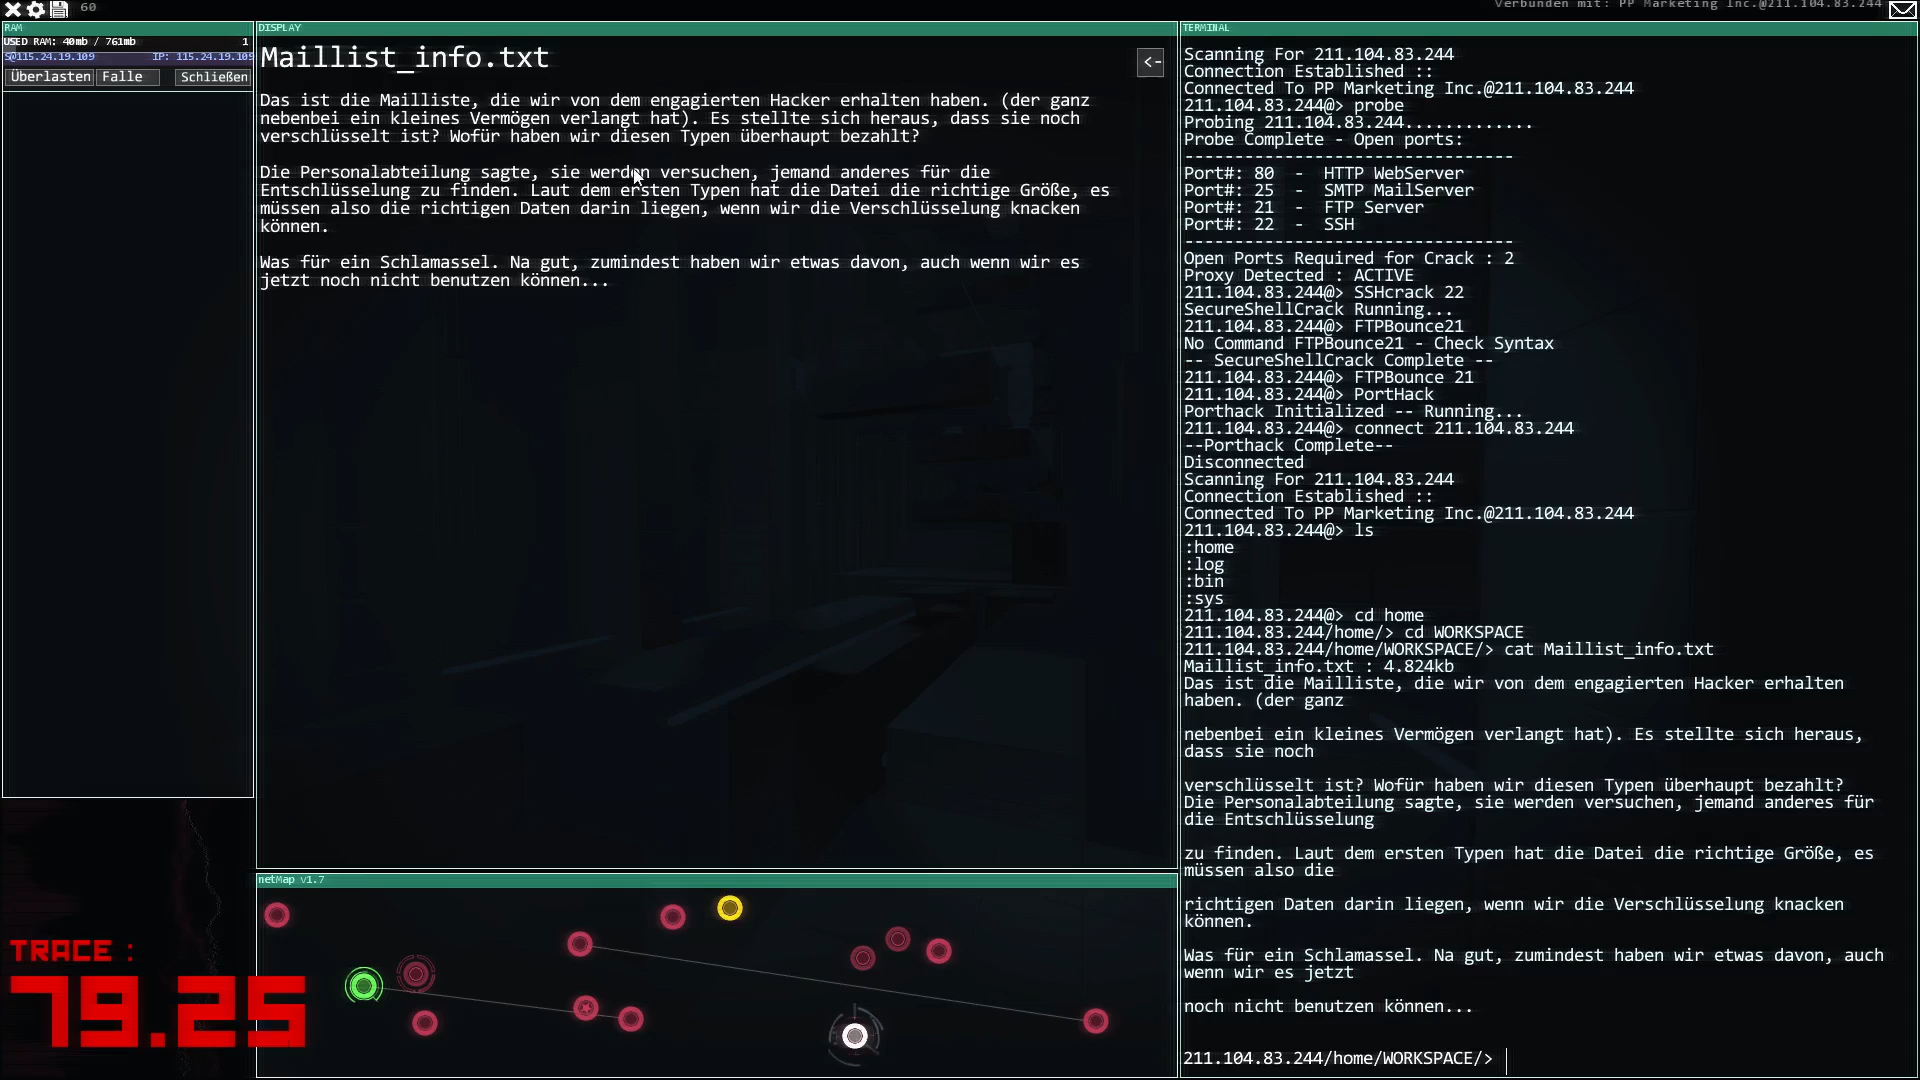 60
Verbunden mit: PP Marketing Inc.@211.104.83.244
RAM
USED RAM: 40mb / 761mb 1
S@115.24.19.109 IP: 115.24.19.109
Überlasten Falle Schließen
DISPLAY
Maillist_info.txt
<-
Das ist die Mailliste, die wir von dem engagierten Hacker erhalten haben. (der ganz
nebenbei ein kleines Vermögen verlangt hat). Es stellte sich heraus, dass sie noch
verschlüsselt ist? Wofür haben wir diesen Typen überhaupt bezahlt?
Die Personalabteilung sagte, sie werden versuchen, jemand anderes für die
Entschlüsselung zu finden. Laut dem ersten Typen hat die Datei die richtige Größe, es
müssen also die richtigen Daten darin liegen, wenn wir die Verschlüsselung knacken
können.
Was für ein Schlamassel. Na gut, zumindest haben wir etwas davon, auch wenn wir es
jetzt noch nicht benutzen können...
netMap v1.7
TRACE :
79.25
TERMINAL
Scanning For 211.104.83.244
Connection Established ::
Connected To PP Marketing Inc.@211.104.83.244
211.104.83.244@> probe
Probing 211.104.83.244.............
Probe Complete - Open ports:
---------------------------------
Port#: 80 - HTTP WebServer
Port#: 25 - SMTP MailServer
Port#: 21 - FTP Server
Port#: 22 - SSH
---------------------------------
Open Ports Required for Crack : 2
Proxy Detected : ACTIVE
211.104.83.244@> SSHcrack 22
SecureShellCrack Running...
211.104.83.244@> FTPBounce21
No Command FTPBounce21 - Check Syntax
-- SecureShellCrack Complete --
211.104.83.244@> FTPBounce 21
211.104.83.244@> PortHack
Porthack Initialized -- Running...
211.104.83.244@> connect 211.104.83.244
--Porthack Complete--
Disconnected
Scanning For 211.104.83.244
Connection Established ::
Connected To PP Marketing Inc.@211.104.83.244
211.104.83.244@> ls
:home
:log
:bin
:sys
211.104.83.244@> cd home
211.104.83.244/home/> cd WORKSPACE
211.104.83.244/home/WORKSPACE/> cat Maillist_info.txt
Maillist_info.txt : 4.824kb
Das ist die Mailliste, die wir von dem engagierten Hacker erhalten
haben. (der ganz
nebenbei ein kleines Vermögen verlangt hat). Es stellte sich heraus,
dass sie noch
verschlüsselt ist? Wofür haben wir diesen Typen überhaupt bezahlt?
Die Personalabteilung sagte, sie werden versuchen, jemand anderes für
die Entschlüsselung
zu finden. Laut dem ersten Typen hat die Datei die richtige Größe, es
müssen also die
richtigen Daten darin liegen, wenn wir die Verschlüsselung knacken
können.
Was für ein Schlamassel. Na gut, zumindest haben wir etwas davon, auch
wenn wir es jetzt
noch nicht benutzen können...
211.104.83.244/home/WORKSPACE/>